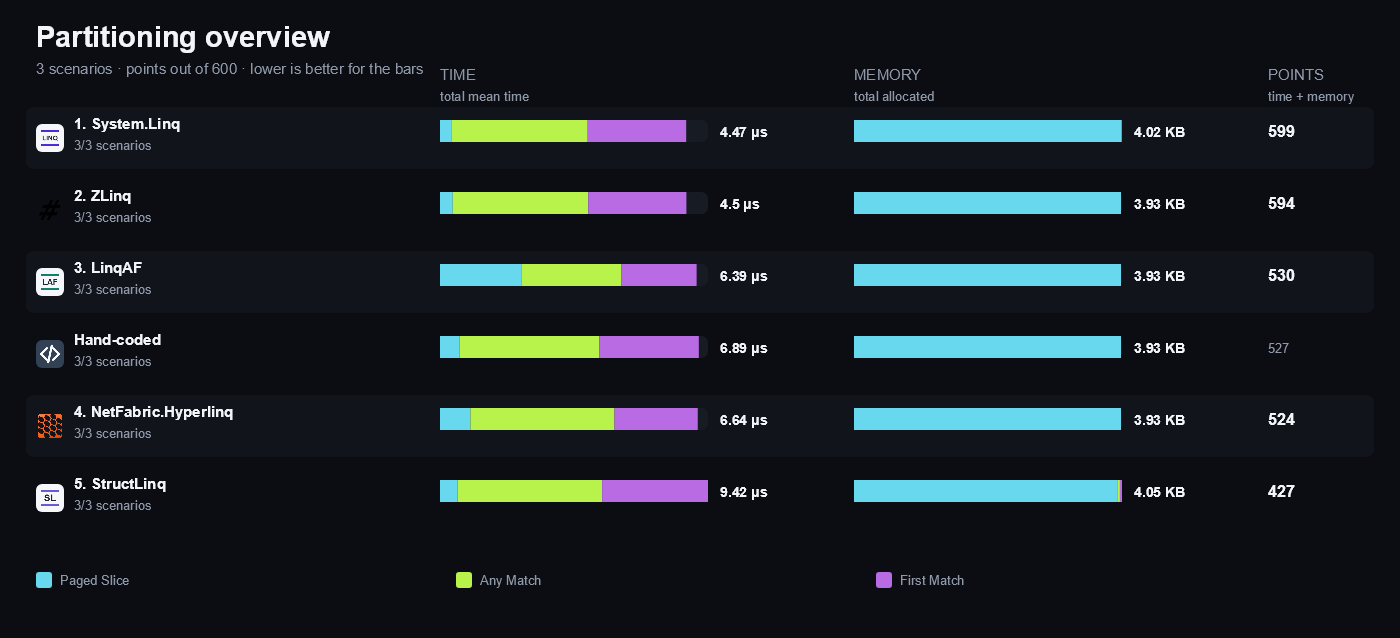 Partitioning overview
3 scenarios · points out of 600 · lower is better for the bars
TIME
total mean time
MEMORY
total allocated
POINTS
time + memory
LINQ
1. System.Linq
3/3 scenarios
4.47 µs
4.02 KB
599
#
2. ZLinq
3/3 scenarios
4.5 µs
3.93 KB
594
LAF
3. LinqAF
3/3 scenarios
6.39 µs
3.93 KB
530
</>
Hand-coded
3/3 scenarios
6.89 µs
3.93 KB
527
4. NetFabric.Hyperlinq
3/3 scenarios
6.64 µs
3.93 KB
524
SL
5. StructLinq
3/3 scenarios
9.42 µs
4.05 KB
427
Paged Slice
Any Match
First Match